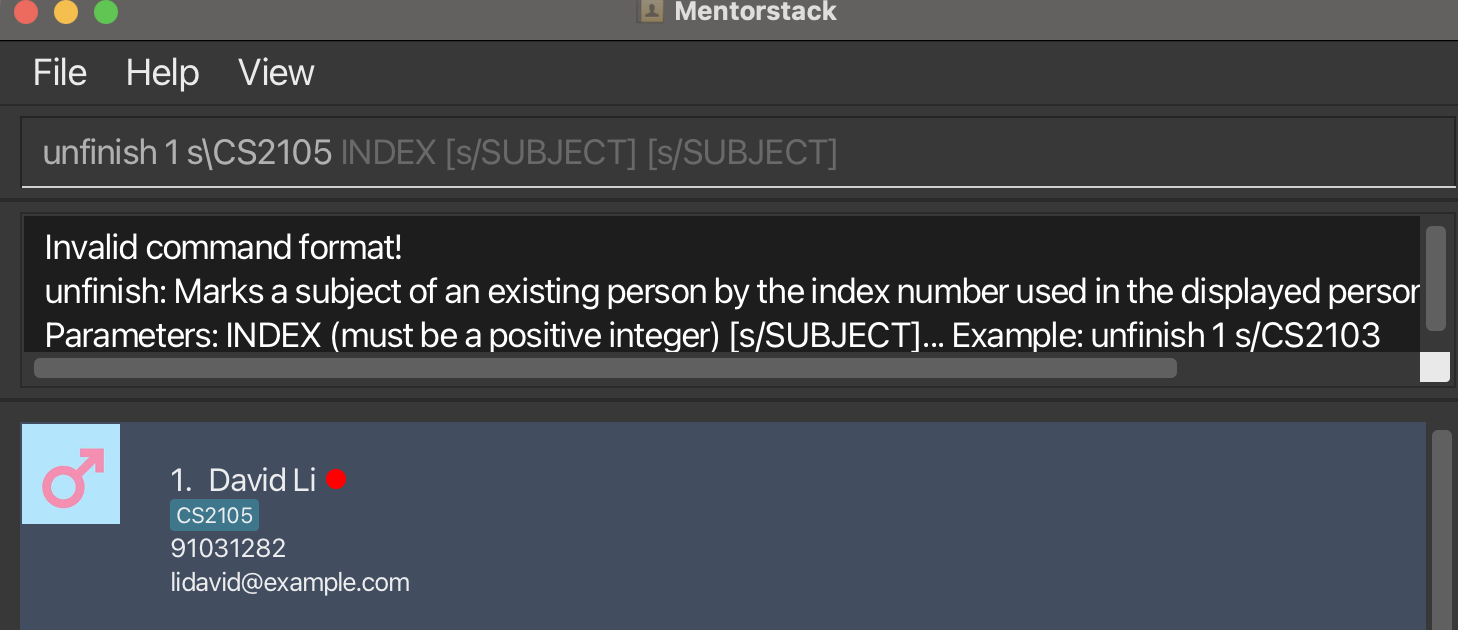 Mentorstack
File Help View
unfinish 1 s\CS2105 INDEX [s/SUBJECT] [s/SUBJECT]
Invalid command format!
unfinish: Marks a subject of an existing person by the index number used in the displayed person
Parameters: INDEX (must be a positive integer) [s/SUBJECT]... Example: unfinish 1 s/CS2103
1. David Li
CS2105
91031282
lidavid@example.com